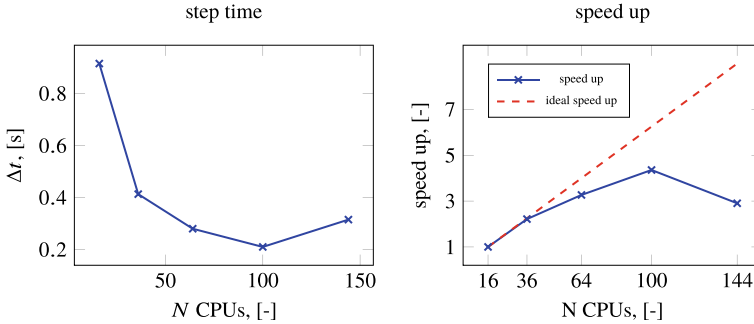 step time
0.8
0.6
0.4
0.2
Δt, [s]
50
100
150
N CPUs, [-]
speed up
speed up
ideal speed up
7
5
3
1
speed up, [-]
16
36
64
100
144
N CPUs, [-]